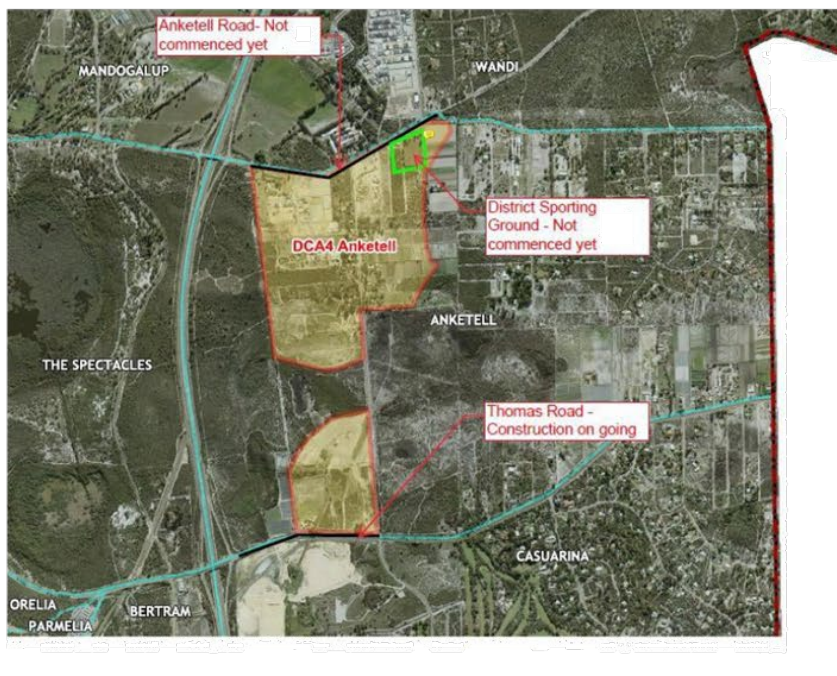 Anketell Road- Not
commenced yet
MANDOGALUP
WANDI
District Sporting
Ground - Not
commenced yet
DCA4 Anketell
ANKETELL
THE SPECTACLES
Thomas Road -
Construction on going
CASUARINA
ORELIA
BERTRAM
PARMELIA